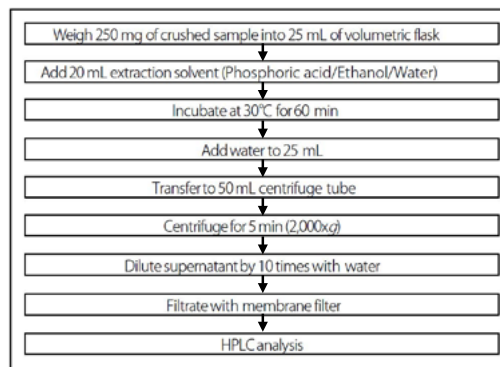 Weigh 250 mg of crushed sample into 25 mL of volumetric flask
Add 20 mL extraction solvent (Phosphoric acid/Ethanol/Water)
Incubate at 30°C for 60 min
Add water to 25 mL
Transfer to 50 mL centrifuge tube
Centrifuge for 5 min (2,000xg)
Dilute supernatant by 10 times with water
Filtrate with membrane filter
HPLC analysis